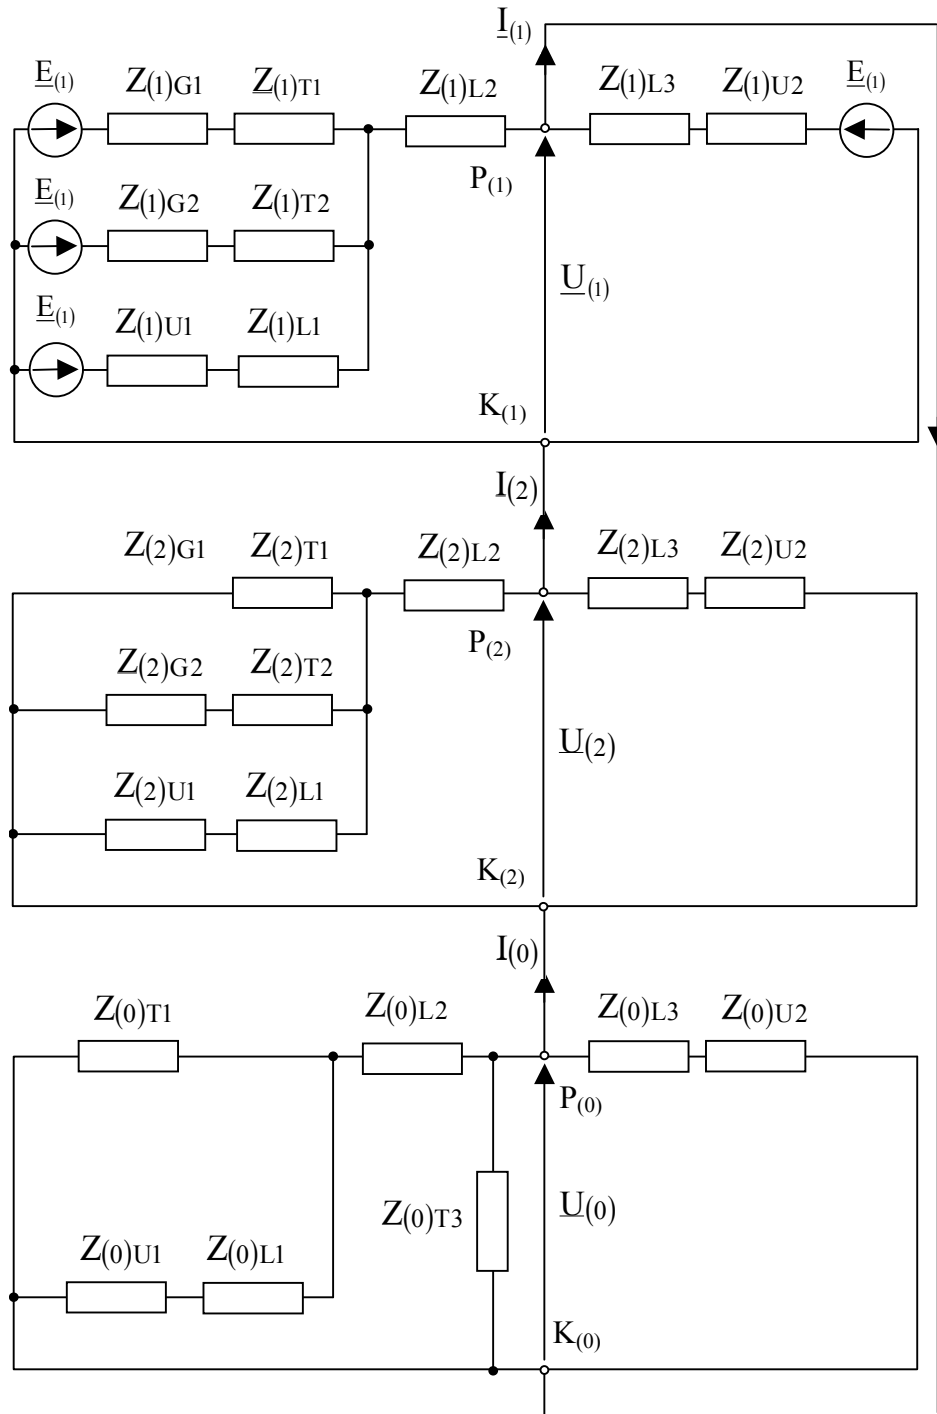 I(1)
E(1) Z(1)G1 Z(1)T1 Z(1)L2 Z(1)L3 Z(1)U2 E(1)
P(1)
E(1) Z(1)G2 Z(1)T2
U(1)
E(1) Z(1)U1 Z(1)L1
K(1)
I(2)
Z(2)G1 Z(2)T1 Z(2)L2 Z(2)L3 Z(2)U2
P(2)
Z(2)G2 Z(2)T2
U(2)
Z(2)U1 Z(2)L1
K(2)
I(0)
Z(0)T1 Z(0)L2 Z(0)L3 Z(0)U2
P(0)
Z(0)T3 U(0)
Z(0)U1 Z(0)L1
K(0)